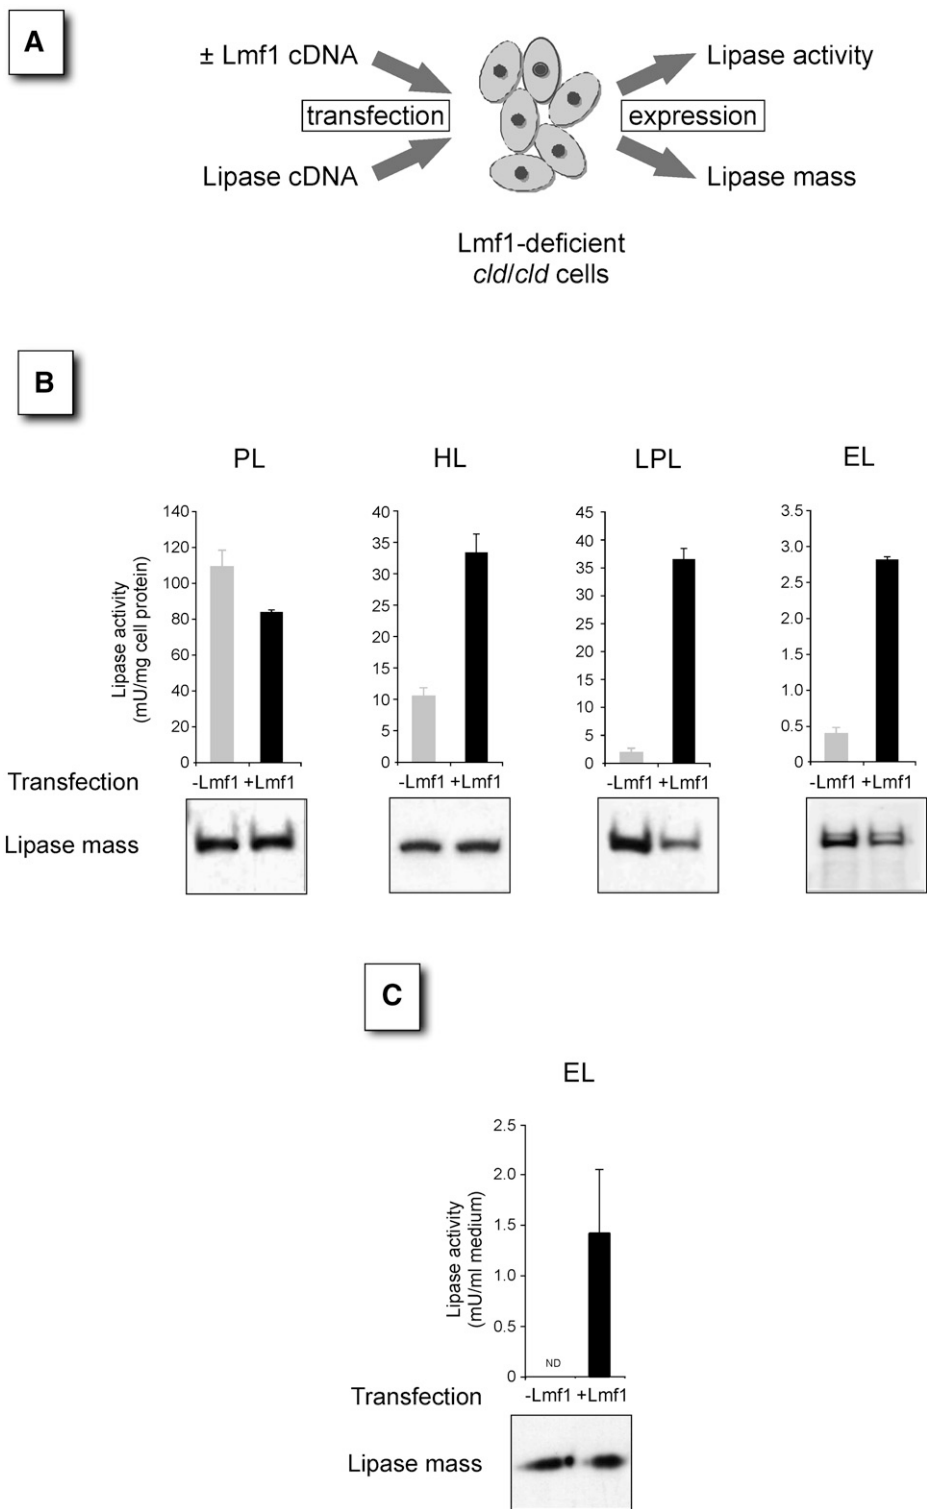 A
± Lmf1 cDNA
Lipase activity
transfection
expression
Lipase cDNA
Lipase mass
Lmf1-deficient
cld/cld cells
B
PL
HL
LPL
EL
Lipase activity
(mU/mg cell protein)
140
120
100
80
60
40
20
0
40
35
30
25
20
15
10
5
0
45
40
35
30
25
20
15
10
5
0
3.5
3.0
2.5
2.0
1.5
1.0
0.5
0
Transfection
-Lmf1 +Lmf1
-Lmf1 +Lmf1
-Lmf1 +Lmf1
-Lmf1 +Lmf1
Lipase mass
C
EL
Lipase activity
(mU/ml medium)
2.5
2.0
1.5
1.0
0.5
0
ND
Transfection
-Lmf1 +Lmf1
Lipase mass